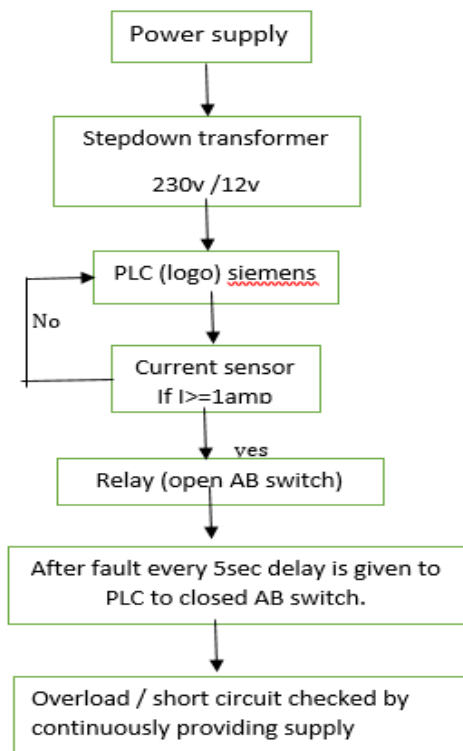 Power supply
Stepdown transformer
230v /12v
PLC (logo) siemens
No
Current sensor
If I>=1amp
yes
Relay (open AB switch)
After fault every 5sec delay is given to
PLC to closed AB switch.
Overload / short circuit checked by
continuously providing supply